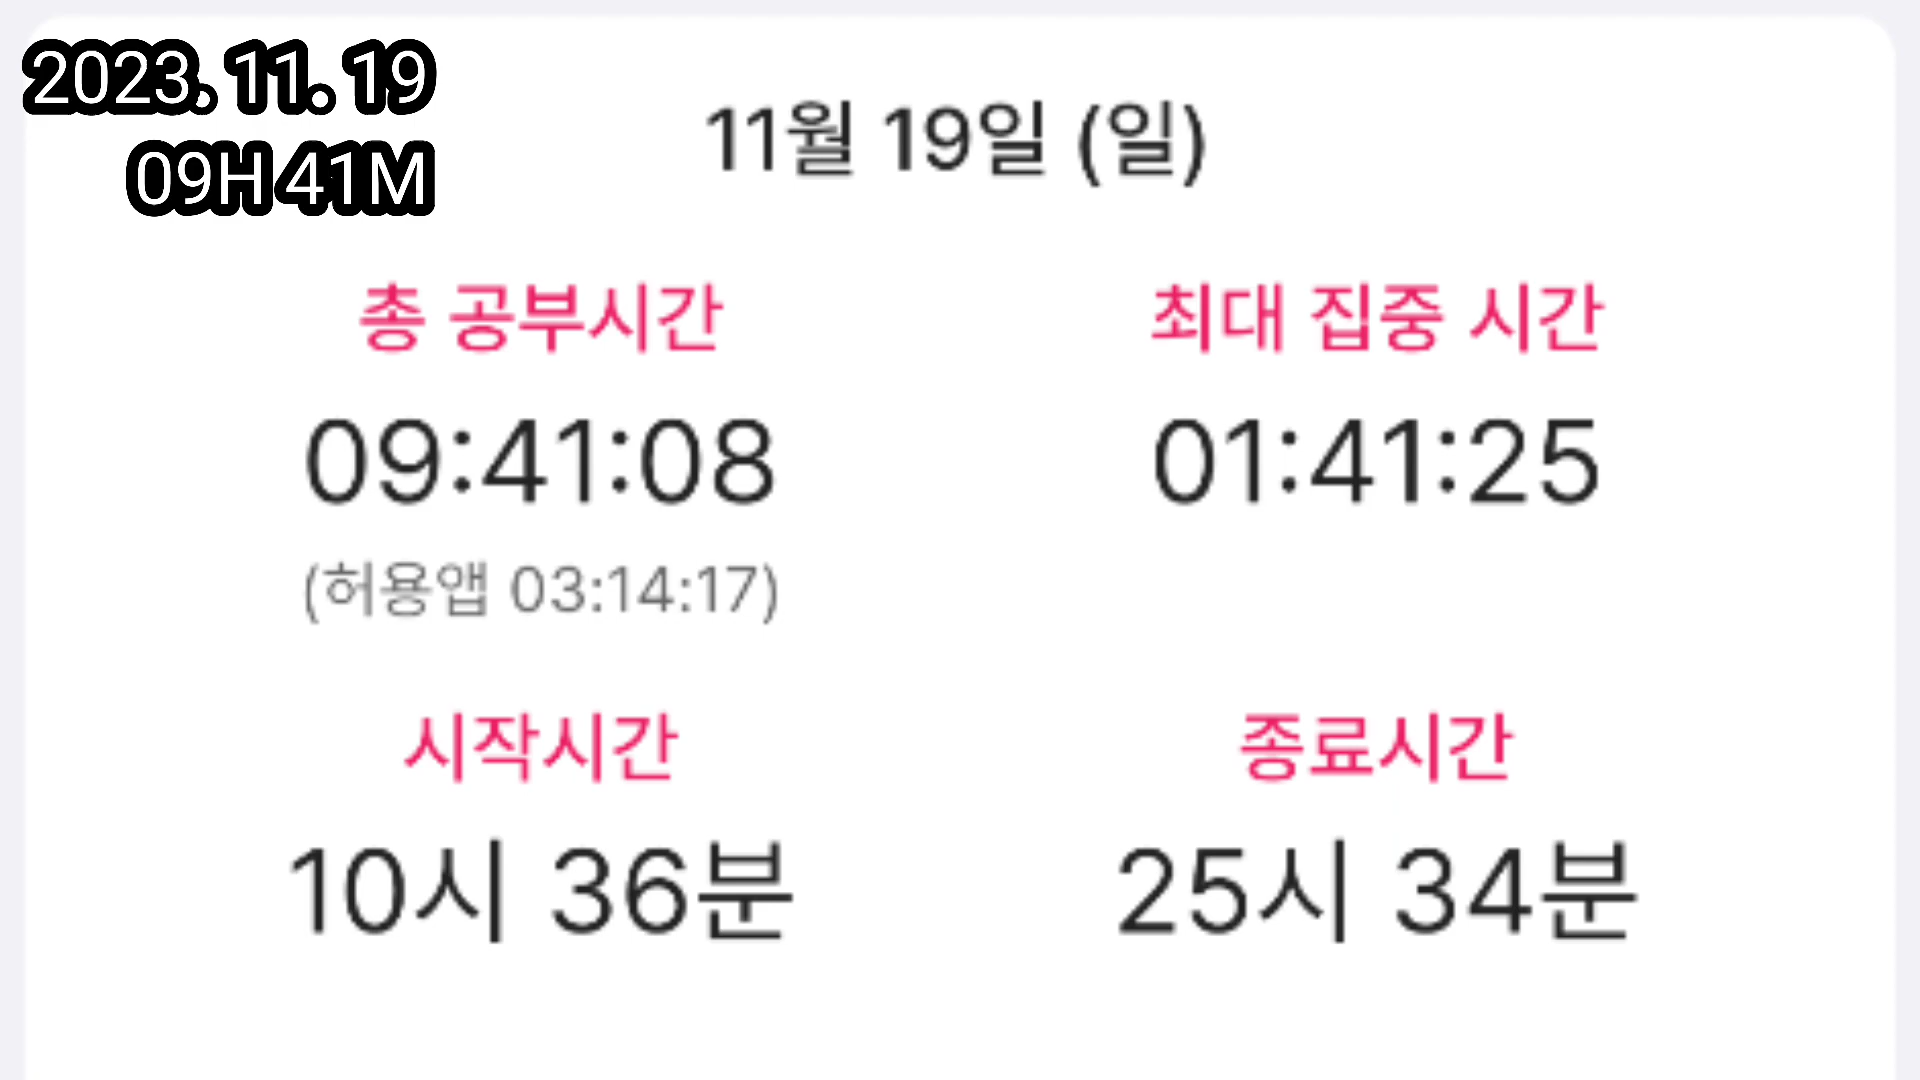 2023. 11. 19
09H 41M
11월 19일 (일)
총 공부시간
최대 집중 시간
09:41:08
01:41:25
(허용앱 03:14:17)
시작시간
종료시간
10시 36분
25시 34분